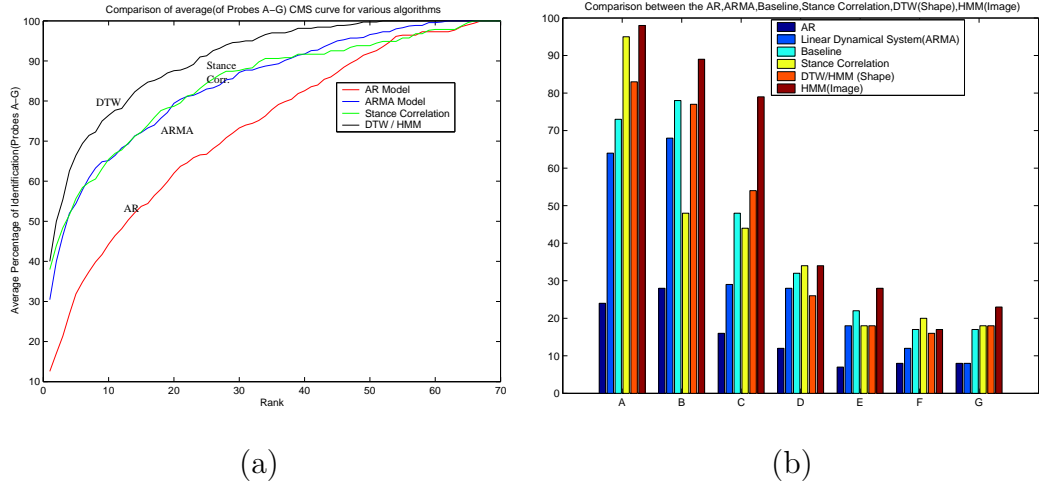 Comparison of average(of Probes A−G) CMS curve for various algorithms
Average Percentage of Identification(Probes A−G)
100
90
80
70
60
50
40
30
20
10
DTW
Stance
Corr.
ARMA
AR
AR Model
ARMA Model
Stance Correlation
DTW / HMM
0 10 20 30 40 50 60 70
Rank
(a)
Comparison between the AR,ARMA,Baseline,Stance Correlation,DTW(Shape),HMM(Image)
100
90
80
70
60
50
40
30
20
10
0
AR
Linear Dynamical System(ARMA)
Baseline
Stance Correlation
DTW/HMM (Shape)
HMM(Image)
A B C D E F G
(b)